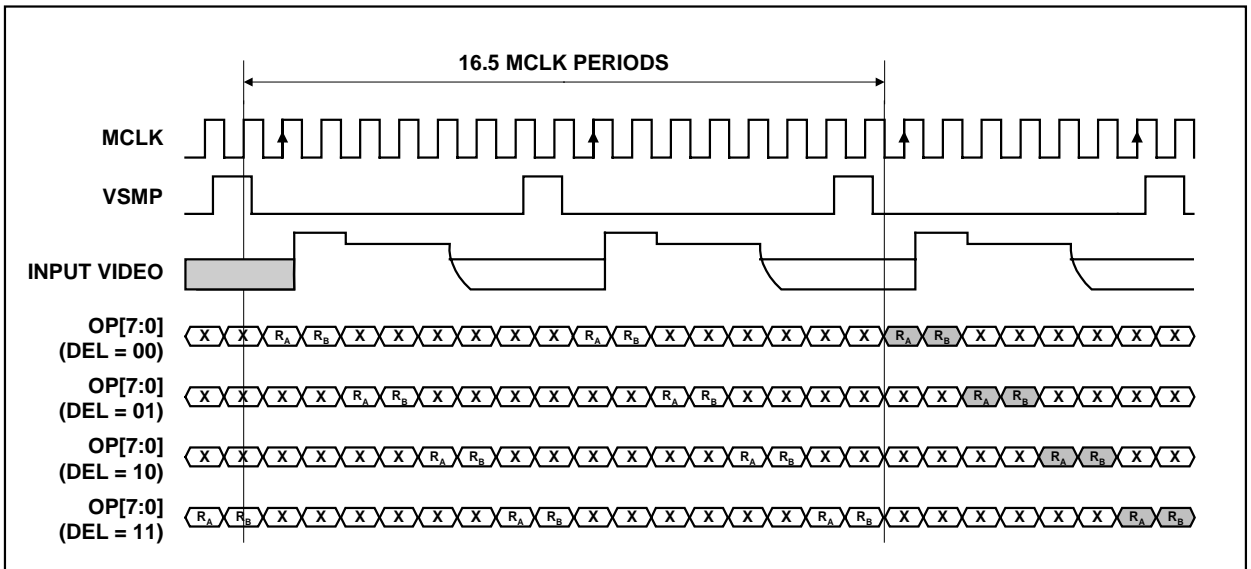 16.5 MCLK PERIODS
MCLK
VSMP
INPUT VIDEO
OP[7:0]
(DEL = 00)
X X RA RB X X X X X X RA RB X X X X X X RA RB X X X X X X
OP[7:0]
(DEL = 01)
X X X X RA RB X X X X X X RA RB X X X X X X RA RB X X X X
OP[7:0]
(DEL = 10)
X X X X X X RA RB X X X X X X RA RB X X X X X X RA RB X X
OP[7:0]
(DEL = 11)
RA RB X X X X X X RA RB X X X X X X RA RB X X X X X X RA RB